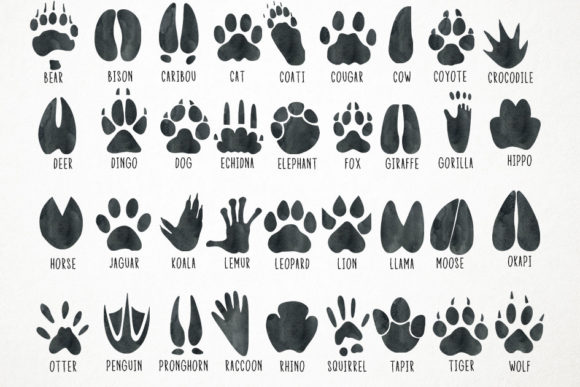 BEAR BISON CARIBOU CAT COATI COUGAR COW COYOTE CROCODILE
DEER DINGO DOG ECHIDNA ELEPHANT FOX GIRAFFE GORILLA HIPPO
HORSE JAGUAR KOALA LEMUR LEOPARD LION LLAMA MOOSE OKAPI
OTTER PENGUIN PRONGHORN RACCOON RHINO SQUIRREL TAPIR TIGER WOLF